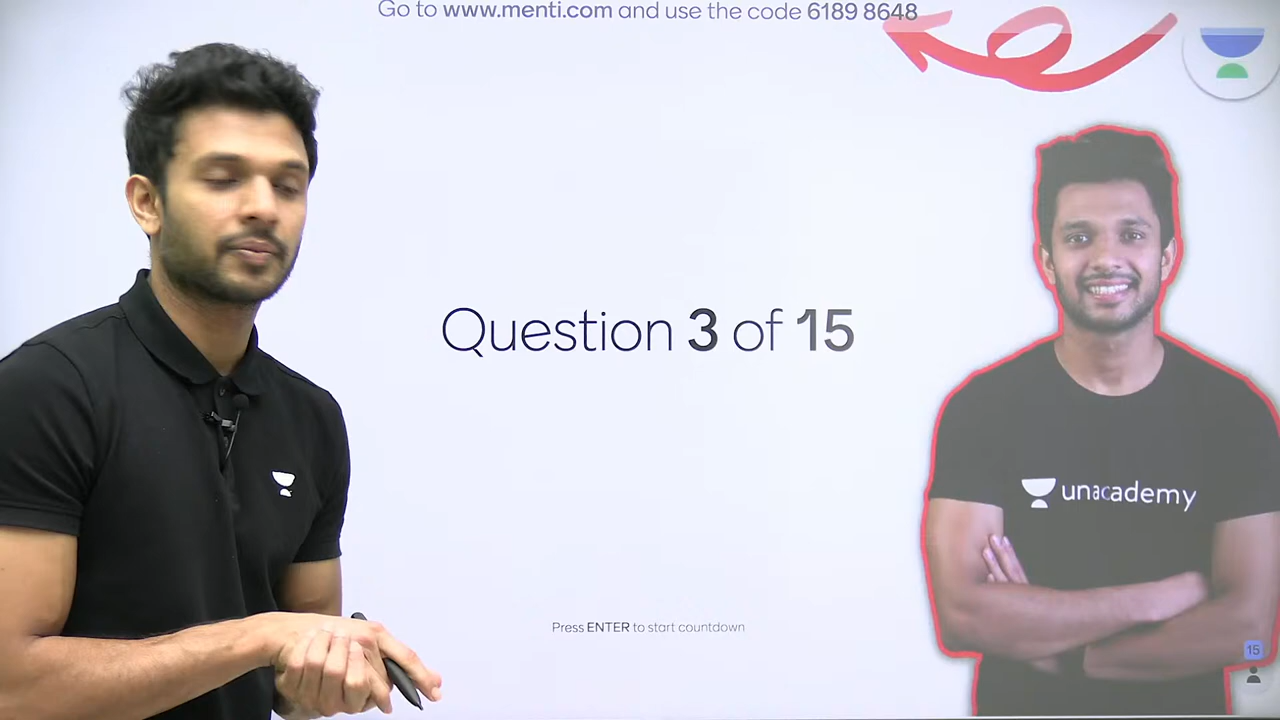 Go to www.menti.com and use the code 6189 8648
Question 3 of 15
unacademy
Press ENTER to start countdown
15